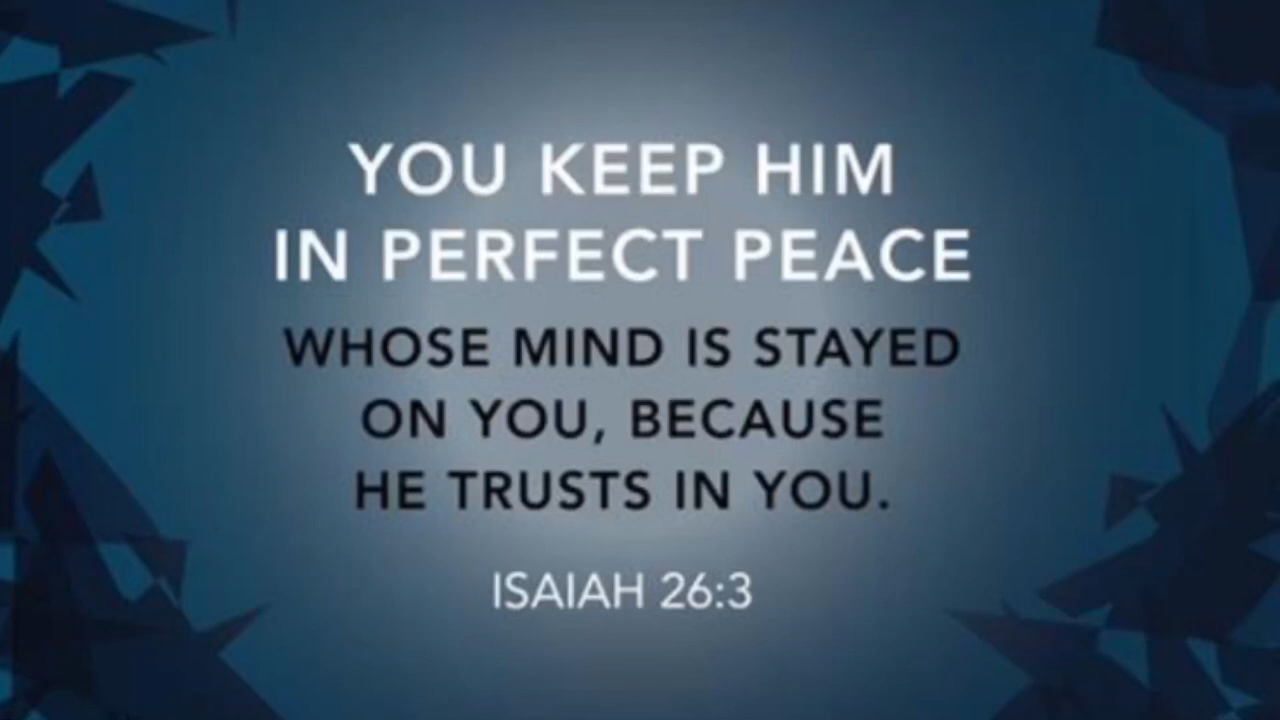 YOU KEEP HIM
IN PERFECT PEACE
WHOSE MIND IS STAYED
ON YOU, BECAUSE
HE TRUSTS IN YOU.
ISAIAH 26:3